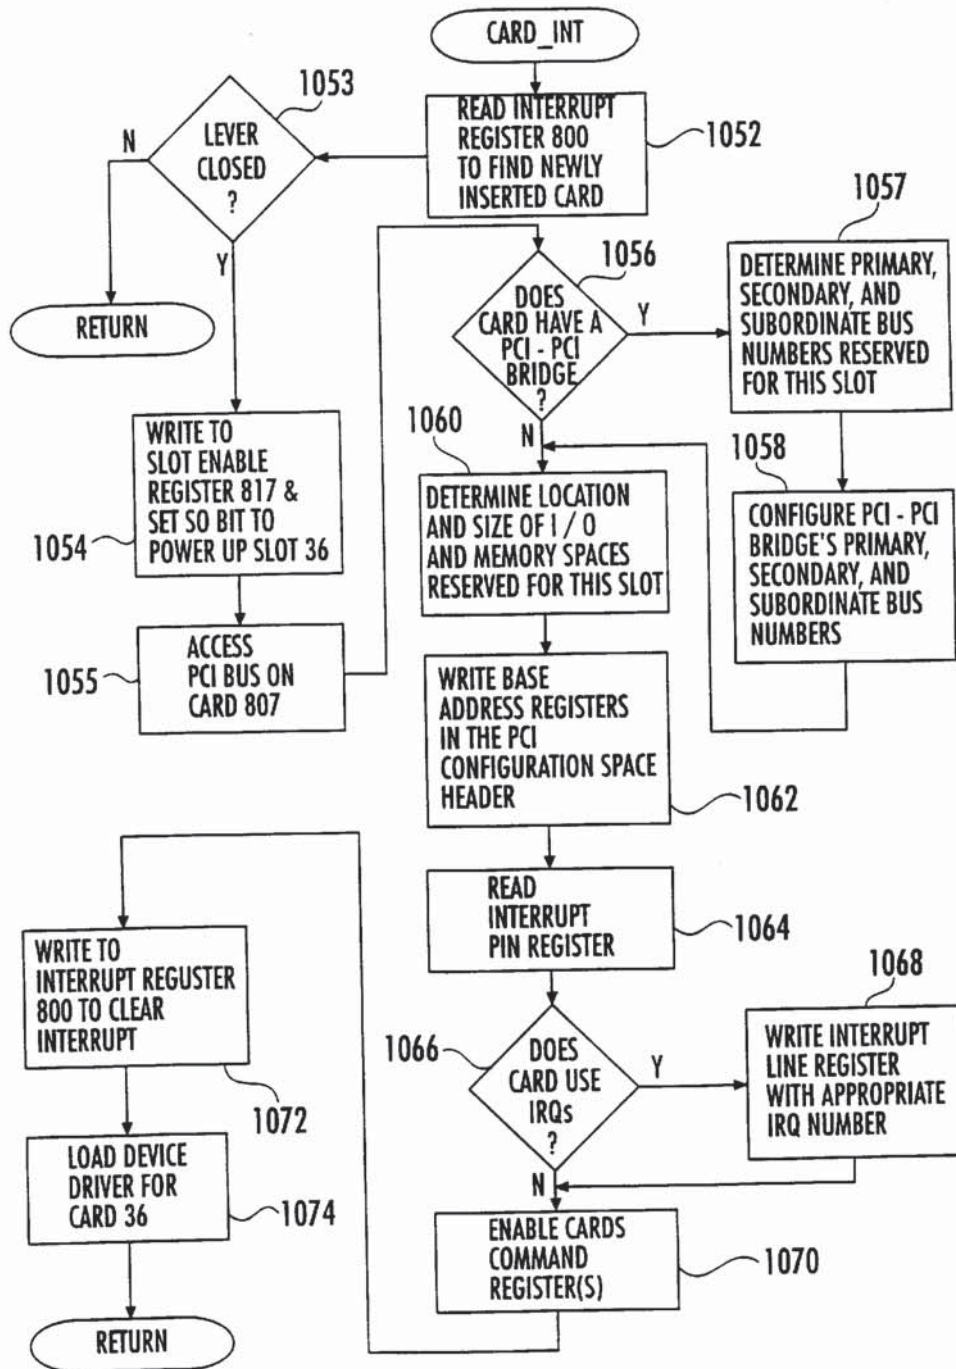 CARD_INT
READ INTERRUPT
REGISTER 800
TO FIND NEWLY
INSERTED CARD
1052
1053
LEVER
CLOSED
?
N
Y
RETURN
WRITE TO
SLOT ENABLE
REGISTER 817 &
SET SO BIT TO
POWER UP SLOT 36
1054
ACCESS
PCI BUS ON
CARD 807
1055
1056
DOES
CARD HAVE A
PCI - PCI
BRIDGE
?
Y
N
1057
DETERMINE PRIMARY,
SECONDARY, AND
SUBORDINATE BUS
NUMBERS RESERVED
FOR THIS SLOT
1058
CONFIGURE PCI - PCI
BRIDGE'S PRIMARY,
SECONDARY, AND
SUBORDINATE BUS
NUMBERS
1060
DETERMINE LOCATION
AND SIZE OF I / O
AND MEMORY SPACES
RESERVED FOR THIS SLOT
WRITE BASE
ADDRESS REGISTERS
IN THE PCI
CONFIGURATION SPACE
HEADER
1062
READ
INTERRUPT
PIN REGISTER
1064
1066
DOES
CARD USE
IRQs
?
Y
N
1068
WRITE INTERRUPT
LINE REGISTER
WITH APPROPRIATE
IRQ NUMBER
ENABLE CARDS
COMMAND
REGISTER(S)
1070
WRITE TO
INTERRUPT REGUSTER
800 TO CLEAR
INTERRUPT
1072
LOAD DEVICE
DRIVER FOR
CARD 36
1074
RETURN